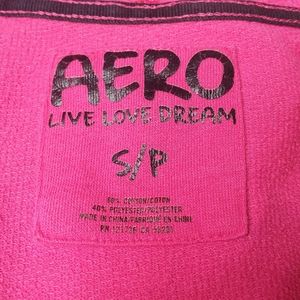 AERO
LIVE LOVE DREAM
S/P
60% COTTON/COTON
40% POLYESTER/POLYESTER
MADE IN CHINA/FABRIQUÉ EN CHINE